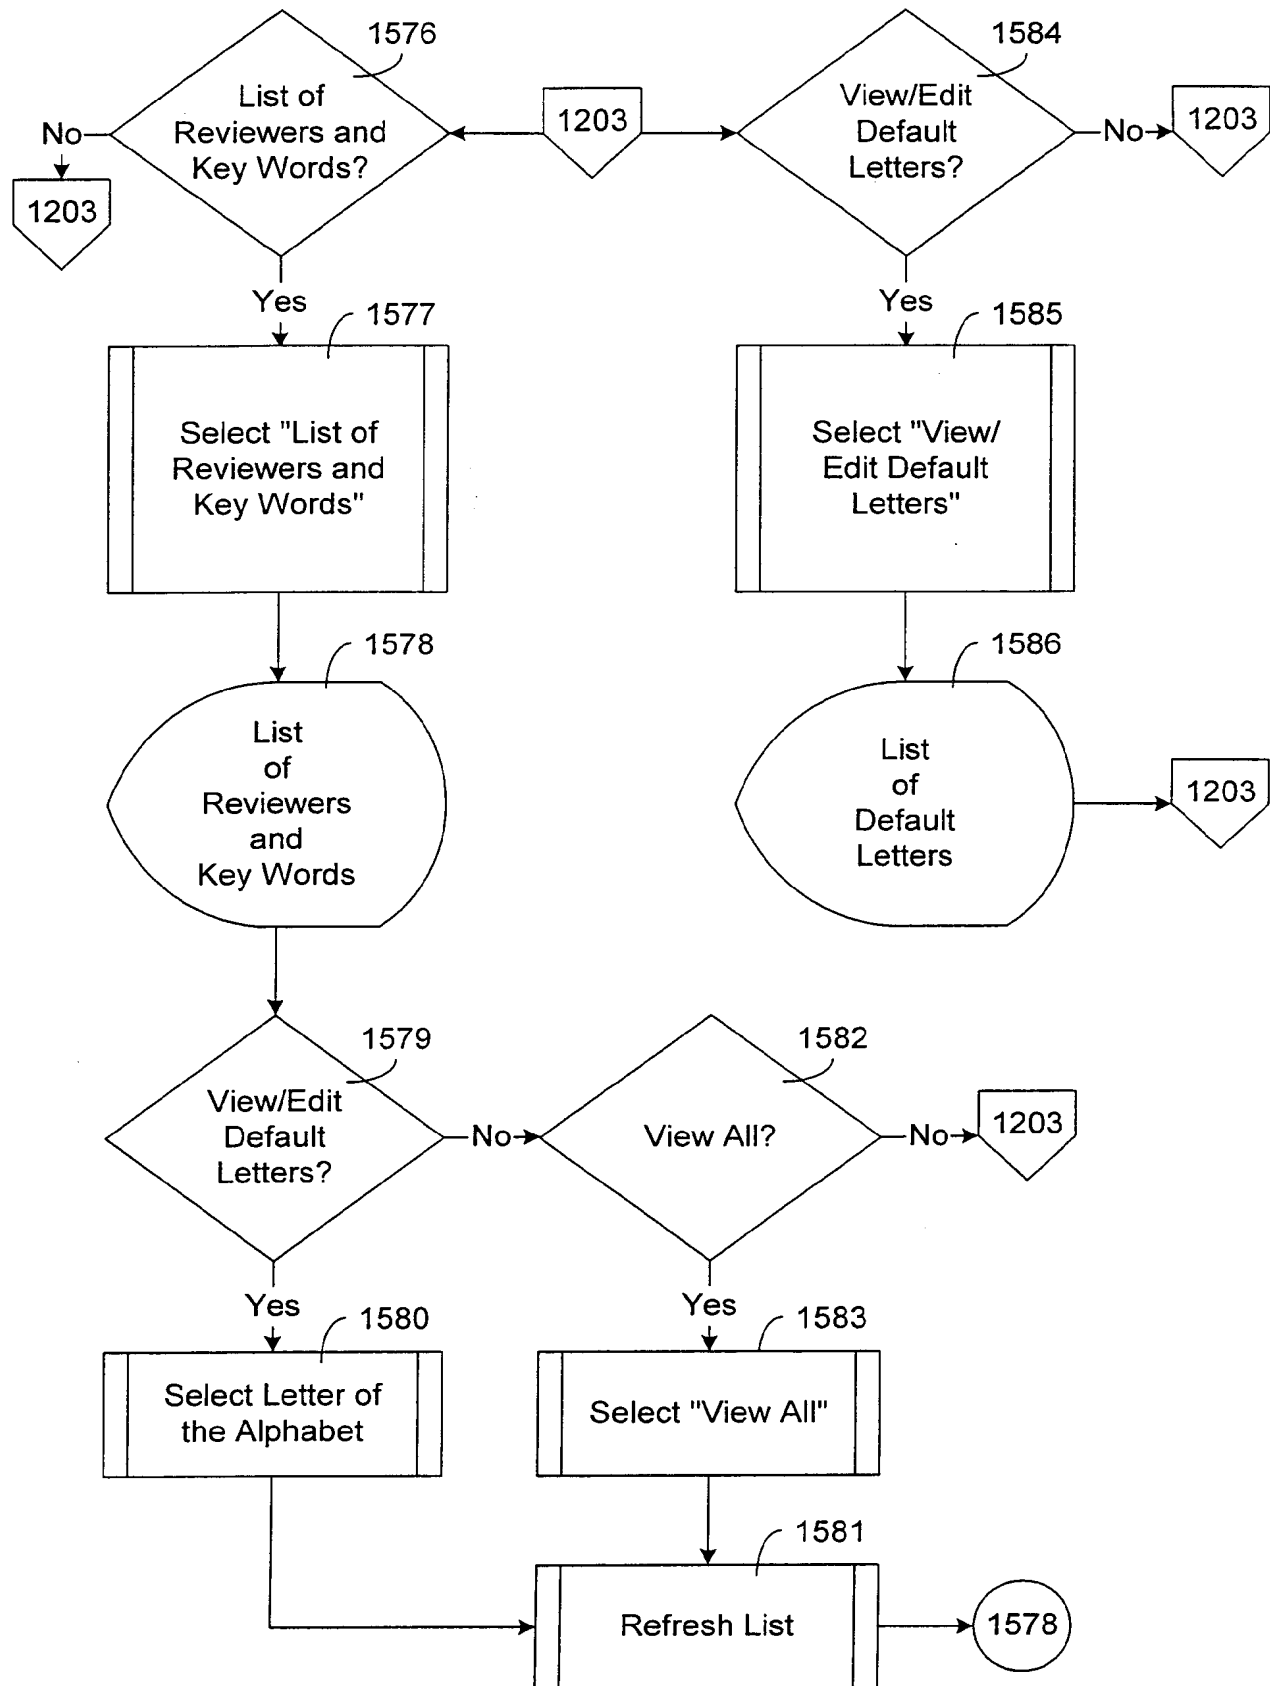 1576
List of
Reviewers and
Key Words?
No
1203
1203
1584
View/Edit
Default
Letters?
No
1203
Yes
1577
Select "List of
Reviewers and
Key Words"
Yes
1585
Select "View/
Edit Default
Letters"
1578
List
of
Reviewers
and
Key Words
1586
List
of
Default
Letters
1203
1579
View/Edit
Default
Letters?
No
1582
View All?
No
1203
Yes
1580
Select Letter of
the Alphabet
Yes
1583
Select "View All"
1581
Refresh List
1578